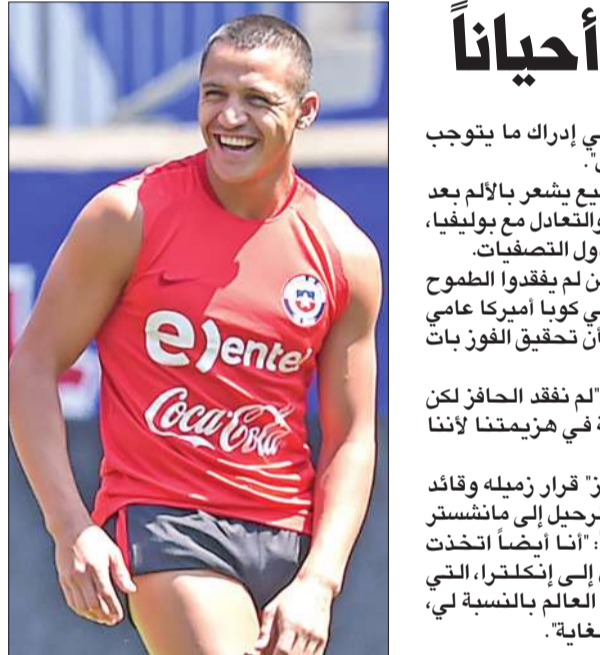 أحياناً
ي إدراك ما يتوجب
يع يشعر بالألم بعد
والتعادل مع بوليفيا،
ول التصفيات.
ن لم يفقدوا الطموح
ي كوبا أميركا عامي
أن تحقيق الفوز بات
"لم نفقد الحافز لكن
ة في هزيمتنا لأننا
ز" قرار زميله وقائد
رحيل إلى مانشستر
: "أنا أيضاً اتخذت
إلى إنكلترا، التي
العالم بالنسبة لي،
غاية".
e)entel
Coca-Cola